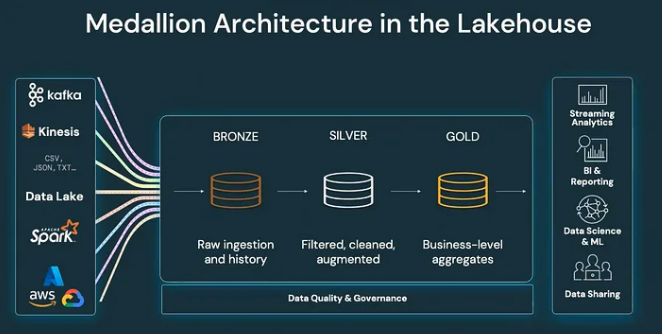 Medallion Architecture in the Lakehouse
kafka
Kinesis
CSV,
JSON, TXT...
Data Lake
APACHE
Spark
aws
BRONZE
SILVER
GOLD
Raw ingestion
and history
Filtered, cleaned,
augmented
Business-level
aggregates
Data Quality & Governance
Streaming
Analytics
BI &
Reporting
Data Science
& ML
Data Sharing